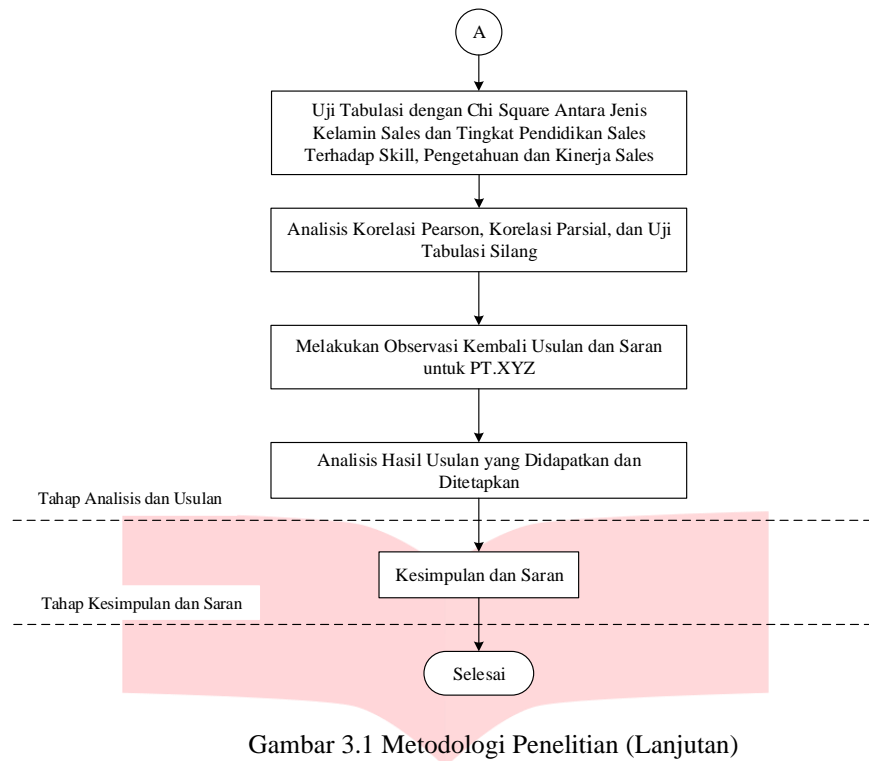 A
Uji Tabulasi dengan Chi Square Antara Jenis
Kelamin Sales dan Tingkat Pendidikan Sales
Terhadap Skill, Pengetahuan dan Kinerja Sales
Analisis Korelasi Pearson, Korelasi Parsial, dan Uji
Tabulasi Silang
Melakukan Observasi Kembali Usulan dan Saran
untuk PT.XYZ
Analisis Hasil Usulan yang Didapatkan dan
Ditetapkan
Tahap Analisis dan Usulan
Kesimpulan dan Saran
Tahap Kesimpulan dan Saran
Selesai
Gambar 3.1 Metodologi Penelitian (Lanjutan)